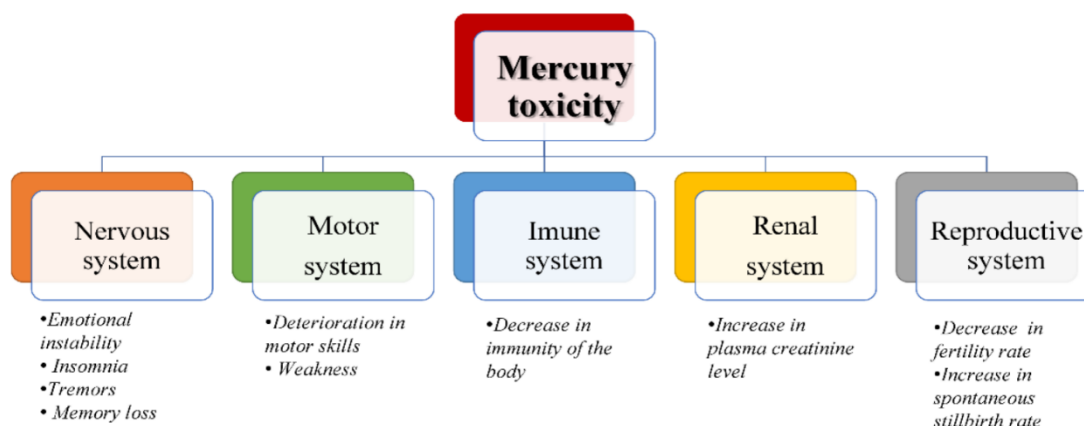 Mercury
toxicity
Nervous
system
Motor
system
Imune
system
Renal
system
Reproductive
system
•Emotional
instability
• Insomnia
•Tremors
• Memory loss
•Deterioration in
motor skills
• Weakness
•Decrease in
immunity of the
body
•Increase in
plasma creatinine
level
•Decrease in
fertility rate
•Increase in
spontaneous
stillbirth rate